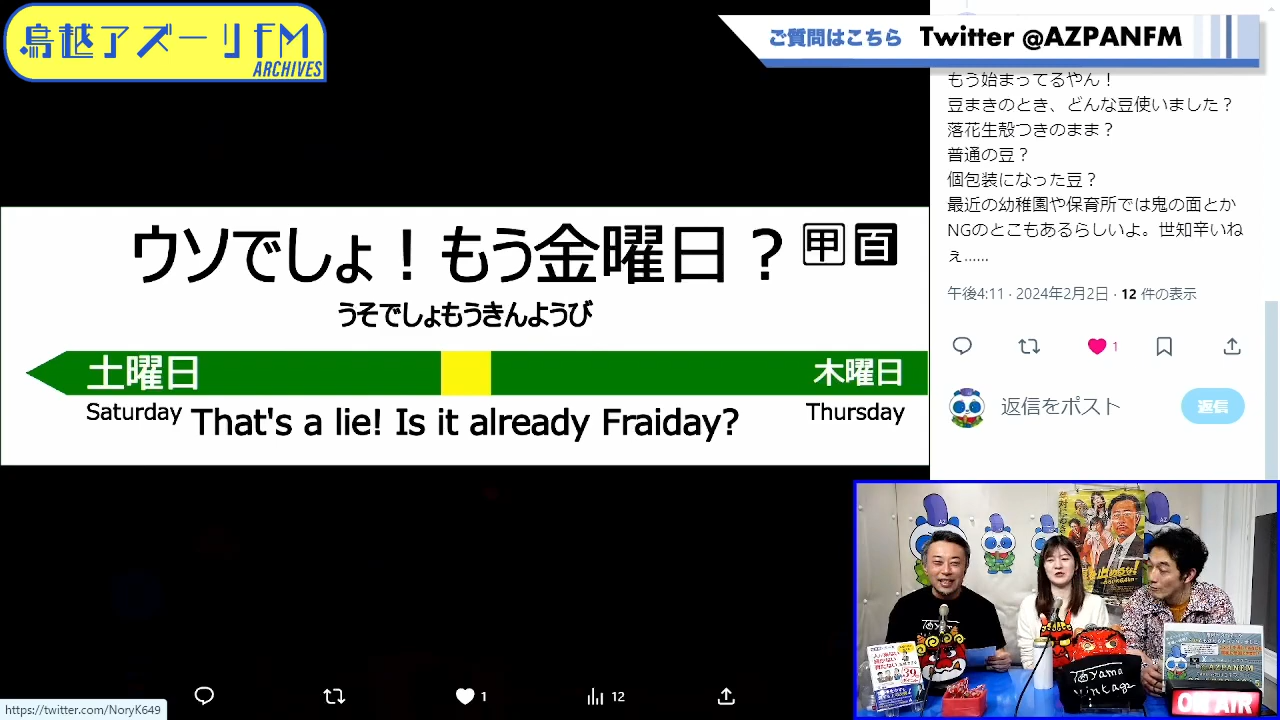 鳥越アズーリFM
ARCHIVES
ご質問はこちら Twitter @AZPANFM
もう始まってるやん！
豆まきのとき、どんな豆使いました？
落花生殻つきのまま？
普通の豆？
個包装になった豆？
最近の幼稚園や保育所では鬼の面とか
NGのとこもあるらしいよ。世知辛いね
ぇ......
午後4:11 · 2024年2月2日 · 12 件の表示
1
返信をポスト
返信
ウソでしょ！もう金曜日？ 甲 百
うそでしょもうきんようび
土曜日
木曜日
Saturday
That's a lie! Is it already Fraiday?
Thursday
1
12
https://twitter.com/NoryK649
Toyama
Toyama
Vintage
@AZPANFM
ON AIR